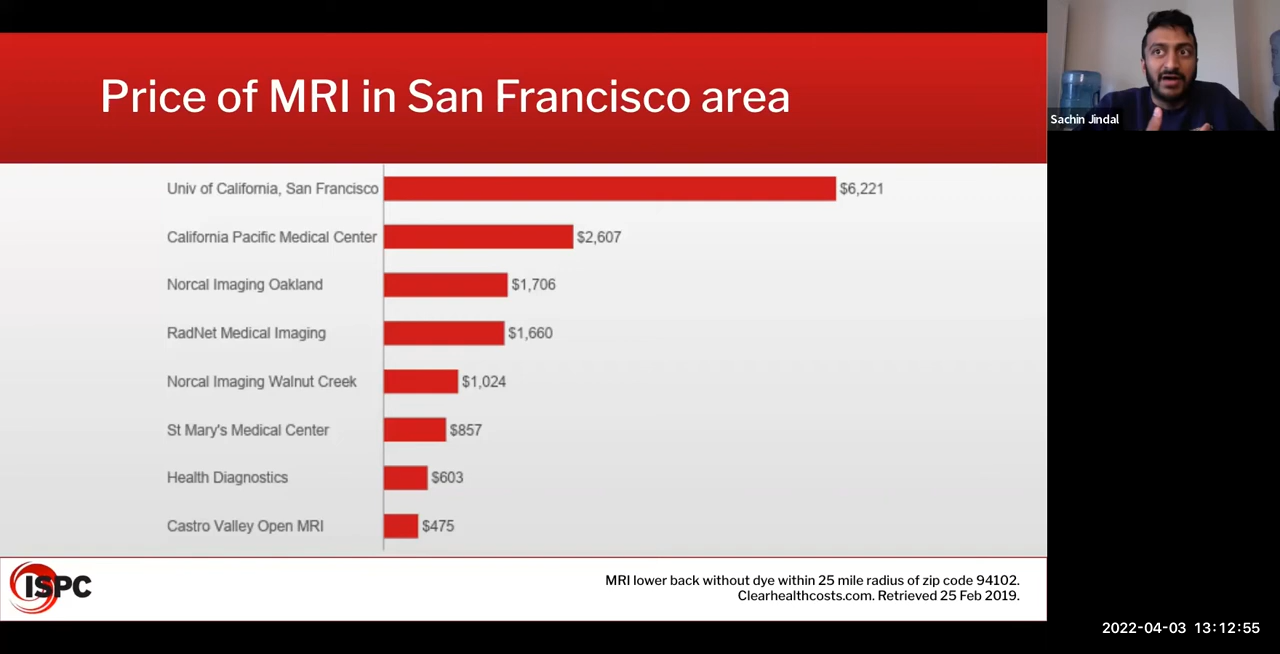 Price of MRI in San Francisco area
Sachin Jindal
Univ of California, San Francisco $6,221
California Pacific Medical Center $2,607
Norcal Imaging Oakland $1,706
RadNet Medical Imaging $1,660
Norcal Imaging Walnut Creek $1,024
St Mary's Medical Center $857
Health Diagnostics $603
Castro Valley Open MRI $475
ISPC
MRI lower back without dye within 25 mile radius of zip code 94102.
Clearhealthcosts.com. Retrieved 25 Feb 2019.
2022-04-03 13:12:55